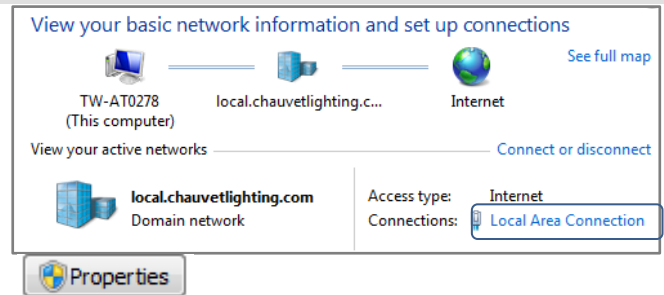 View your basic network information and set up connections
See full map
TW-AT0278 local.chauvetlighting.c... Internet
(This computer)
View your active networks Connect or disconnect
local.chauvetlighting.com Access type: Internet
Domain network Connections: Local Area Connection
Properties